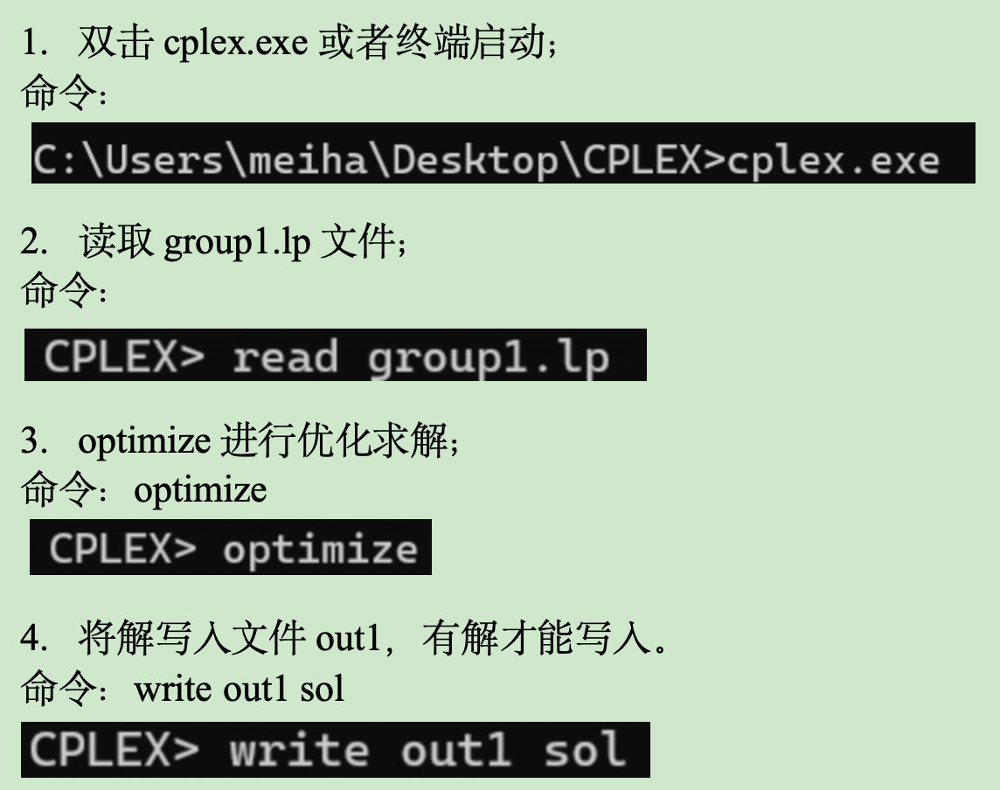 1. 双击 cplex.exe 或者终端启动；
命令：
C:\Users\meiha\Desktop\CPLEX>cplex.exe
2. 读取 group1.lp 文件；
命令：
CPLEX> read group1.lp
3. optimize 进行优化求解；
命令：optimize
CPLEX> optimize
4. 将解写入文件 out1，有解才能写入。
命令：write out1 sol
CPLEX> write out1 sol